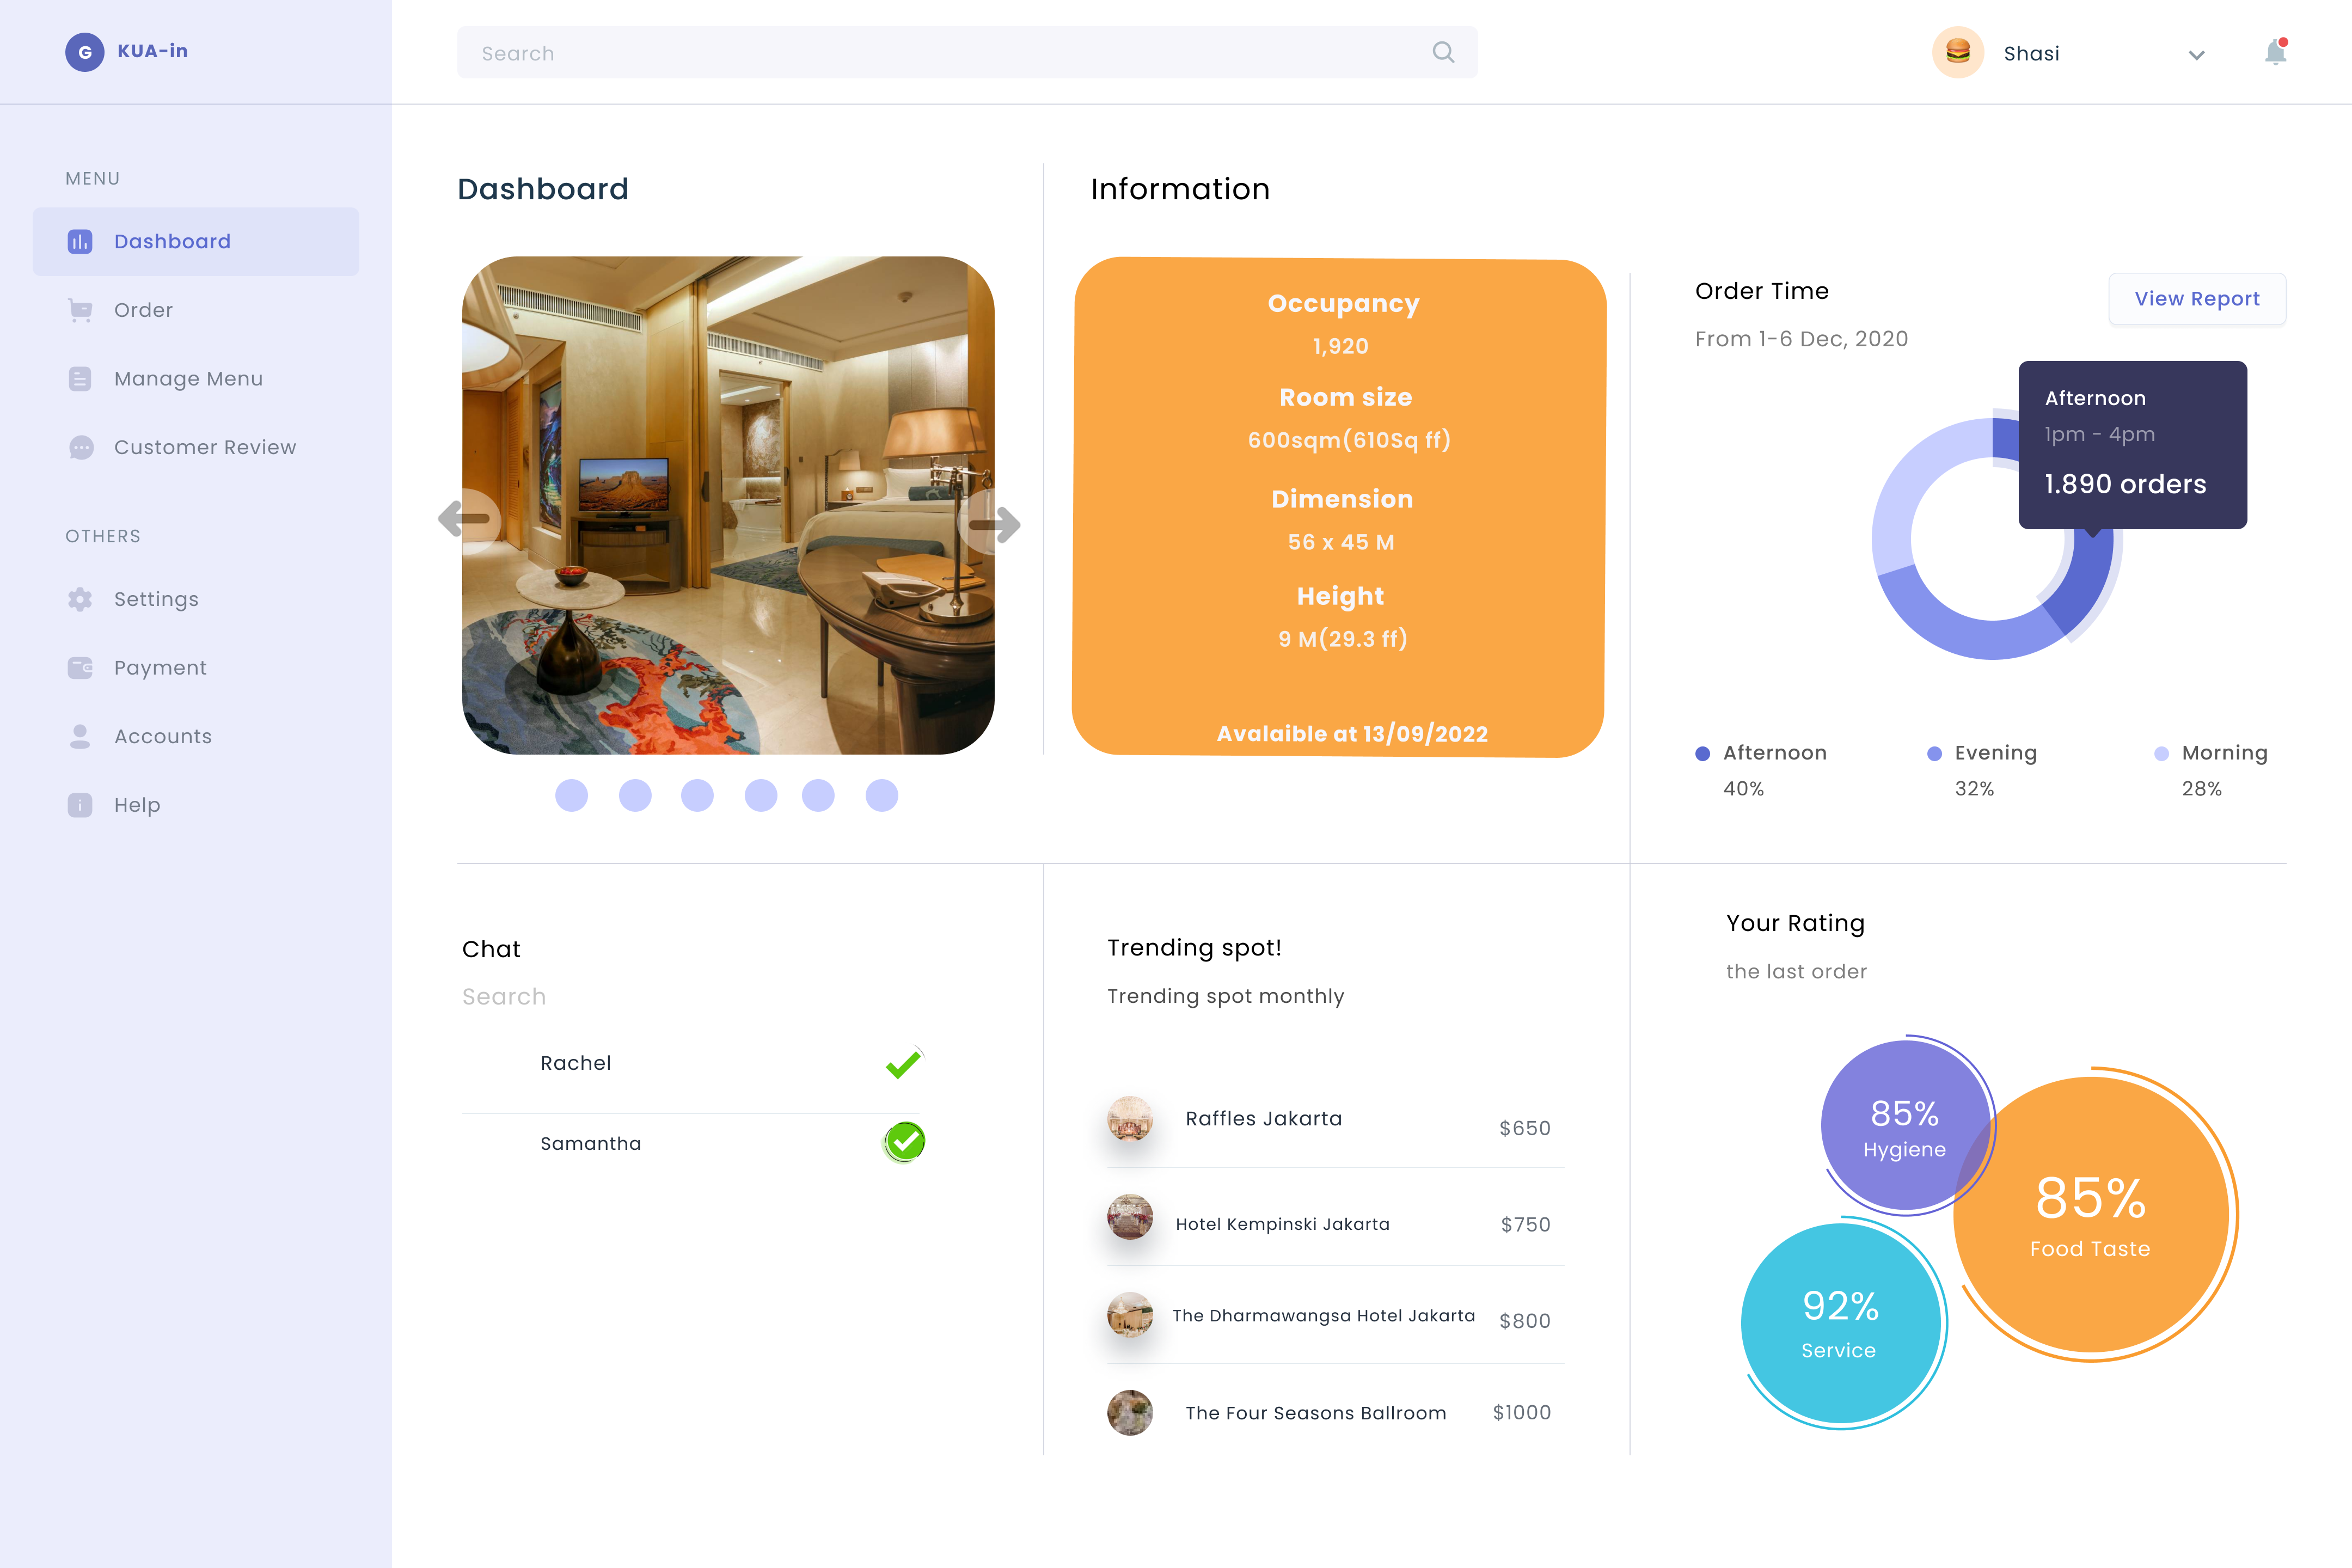 G KUA-in
Search
Shasi
MENU
Dashboard
Order
Manage Menu
Customer Review
OTHERS
Settings
Payment
Accounts
Help
Dashboard
Information
Occupancy
1,920
Room size
600sqm(610Sq ff)
Dimension
56 x 45 M
Height
9 M(29.3 ff)
Avalaible at 13/09/2022
Order Time
View Report
From 1-6 Dec, 2020
Afternoon
1pm - 4pm
1.890 orders
Afternoon
40%
Evening
32%
Morning
28%
Chat
Search
Rachel
Samantha
Trending spot!
Trending spot monthly
Raffles Jakarta $650
Hotel Kempinski Jakarta $750
The Dharmawangsa Hotel Jakarta $800
The Four Seasons Ballroom $1000
Your Rating
the last order
85%
Hygiene
85%
Food Taste
92%
Service